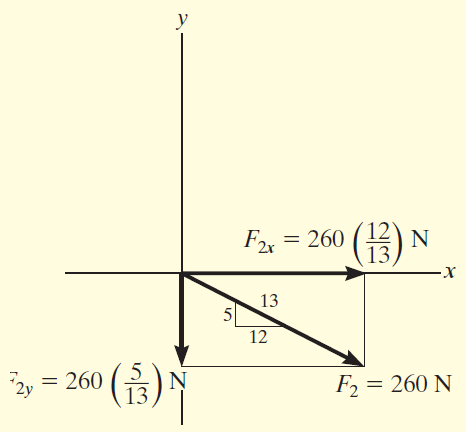 y
F₂ₓ = 260 (12/13) N
x
13
5
12
₂y = 260 (5/13) N
F₂ = 260 N